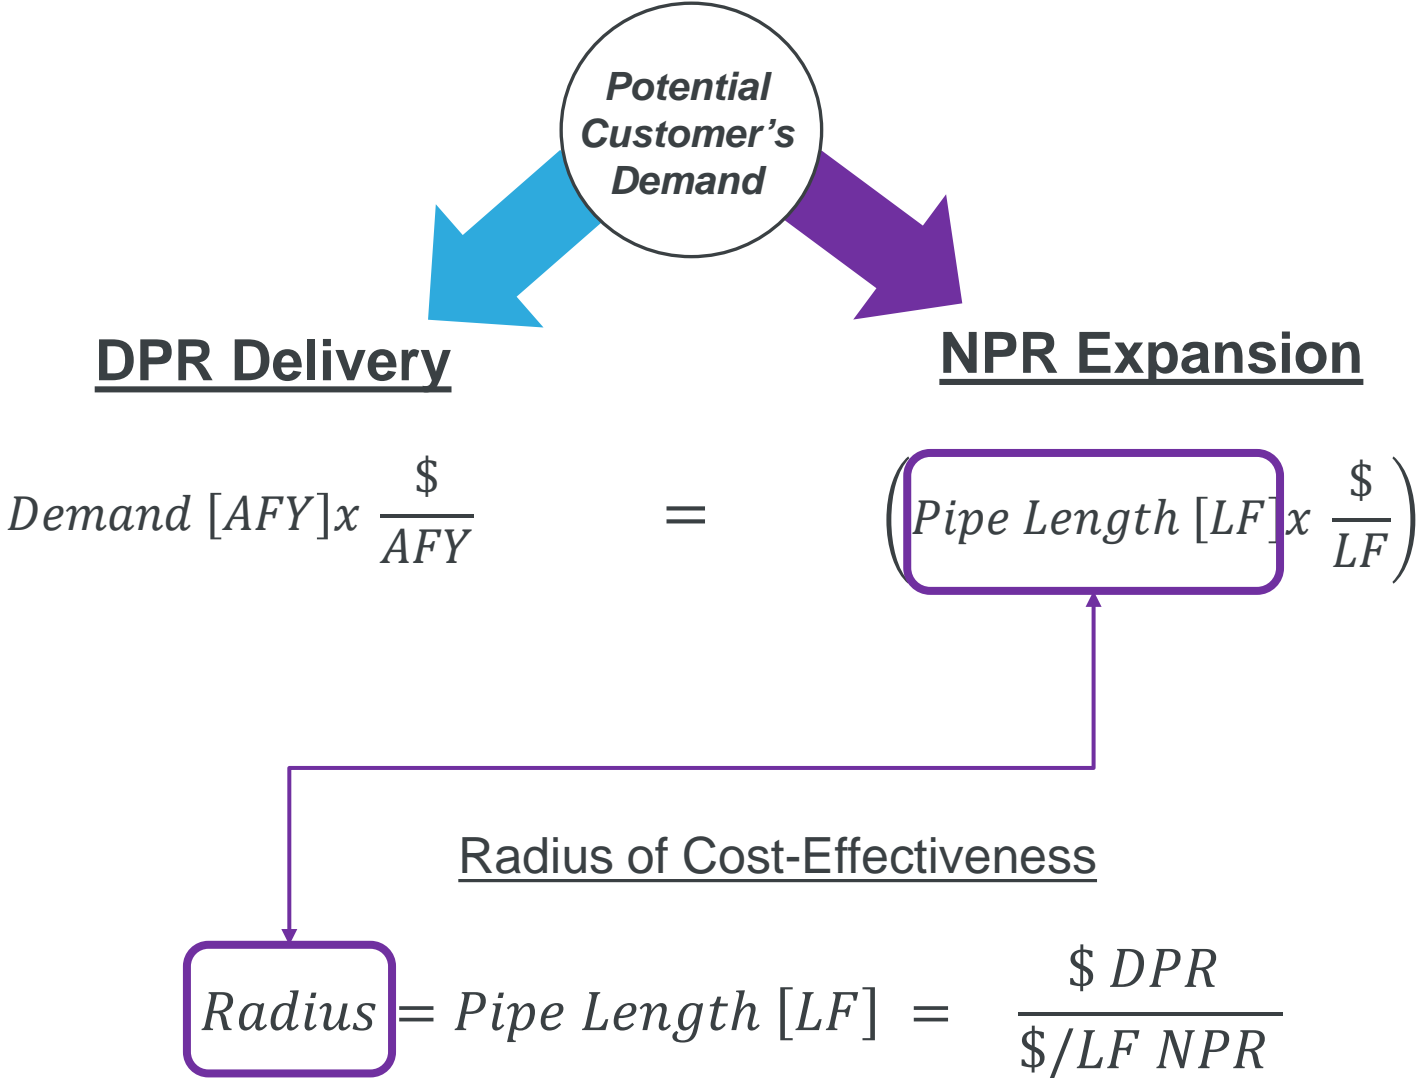 Potential
Customer’s
Demand
DPR Delivery
NPR Expansion
Demand [AFY]x $/AFY = (Pipe Length [LF]x $/LF)
Radius of Cost-Effectiveness
Radius = Pipe Length [LF] = $ DPR / $/LF NPR